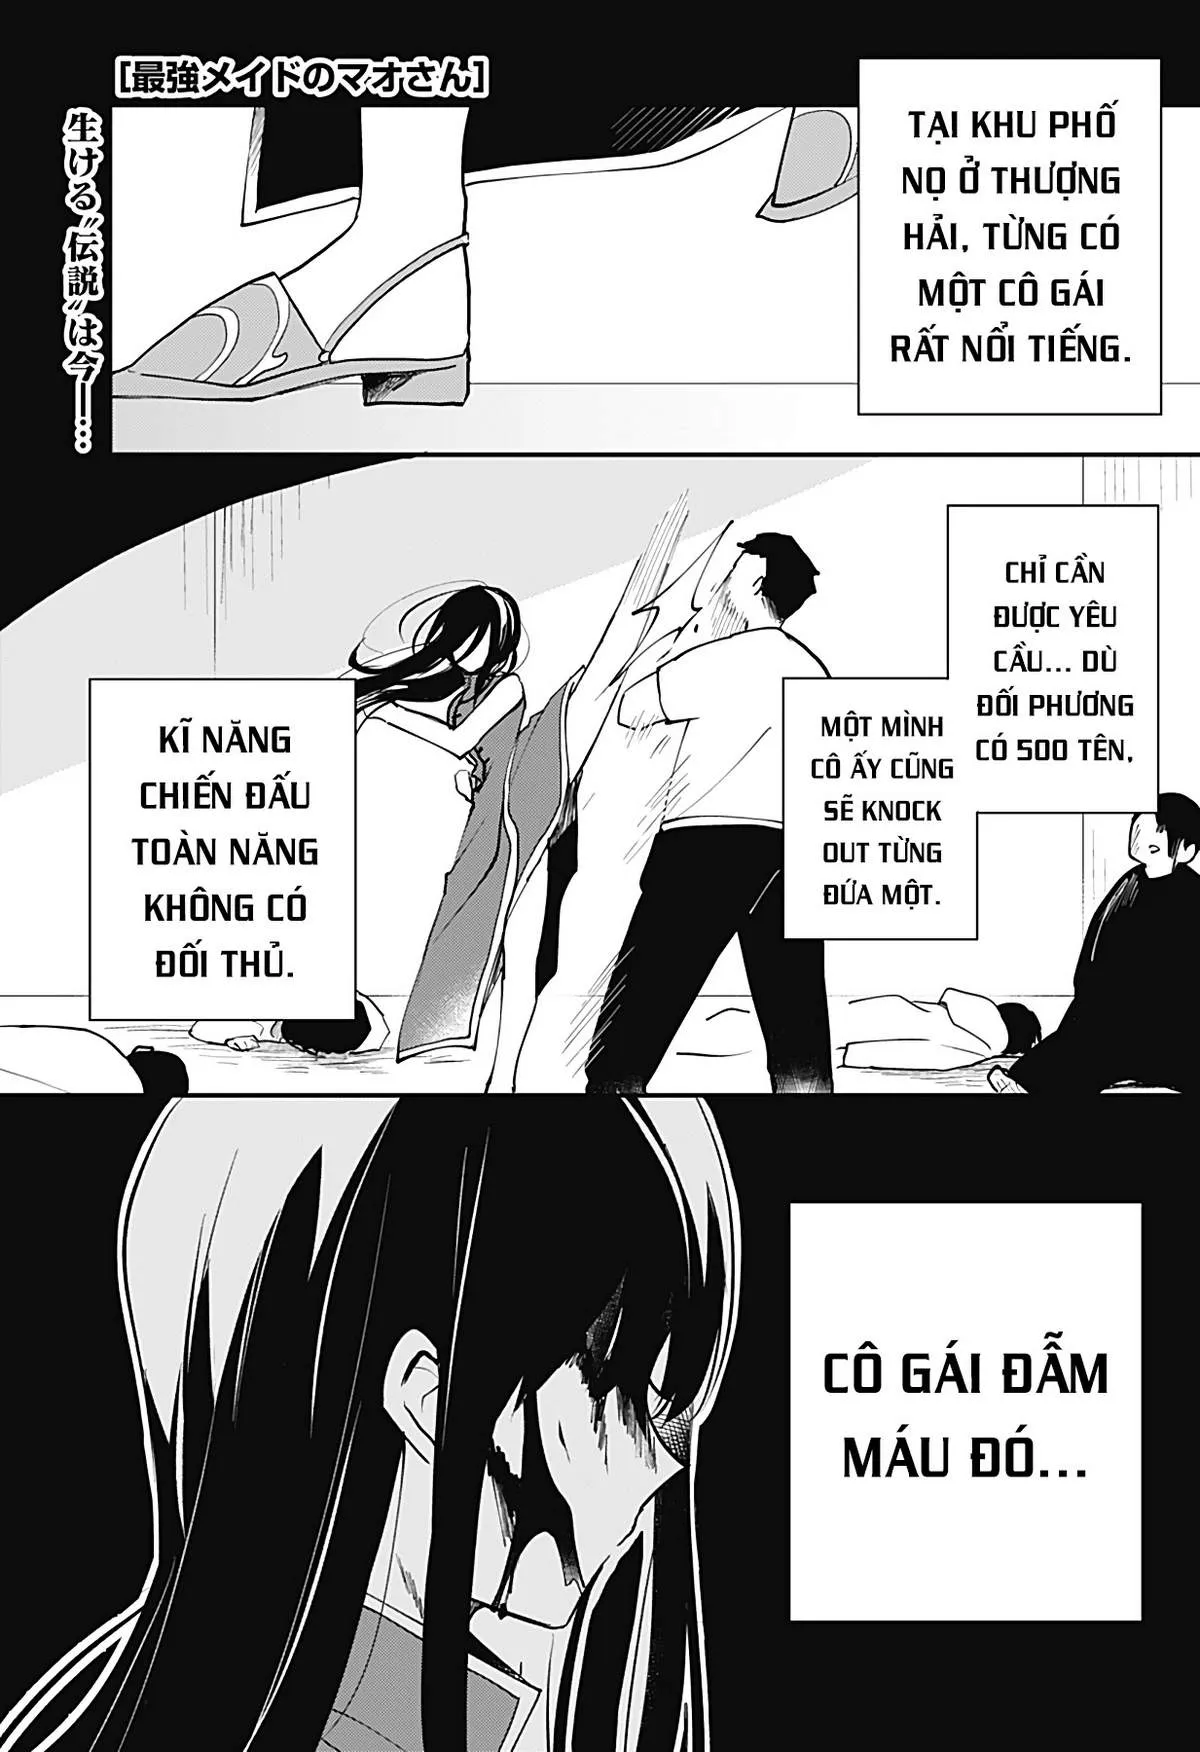 [最強メイドのマオさん]
生ける〝伝説〟は今―…
TẠI KHU PHỐ
NỌ Ở THƯỢNG
HẢI, TỪNG CÓ
MỘT CÔ GÁI
RẤT NỔI TIẾNG.
CHỈ CẦN
ĐƯỢC YÊU
CẦU... DÙ
ĐỐI PHƯƠNG
CÓ 500 TÊN,
MỘT MÌNH
CÔ ẤY CŨNG
SẼ KNOCK
OUT TỪNG
ĐỨA MỘT.
KĨ NĂNG
CHIẾN ĐẤU
TOÀN NĂNG
KHÔNG CÓ
ĐỐI THỦ.
CÔ GÁI ĐẪM
MÁU ĐÓ...